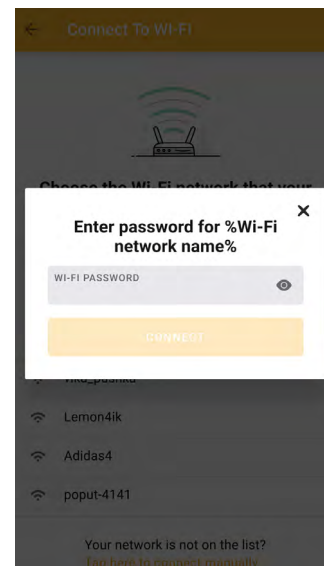 Connect To Wi-Fi
Choose the Wi-Fi network that your
Enter password for %Wi-Fi
network name%
WI-FI PASSWORD
CONNECT
Lemon4ik
Adidas4
poput-4141
Your network is not on the list?
Tap here to connect manually